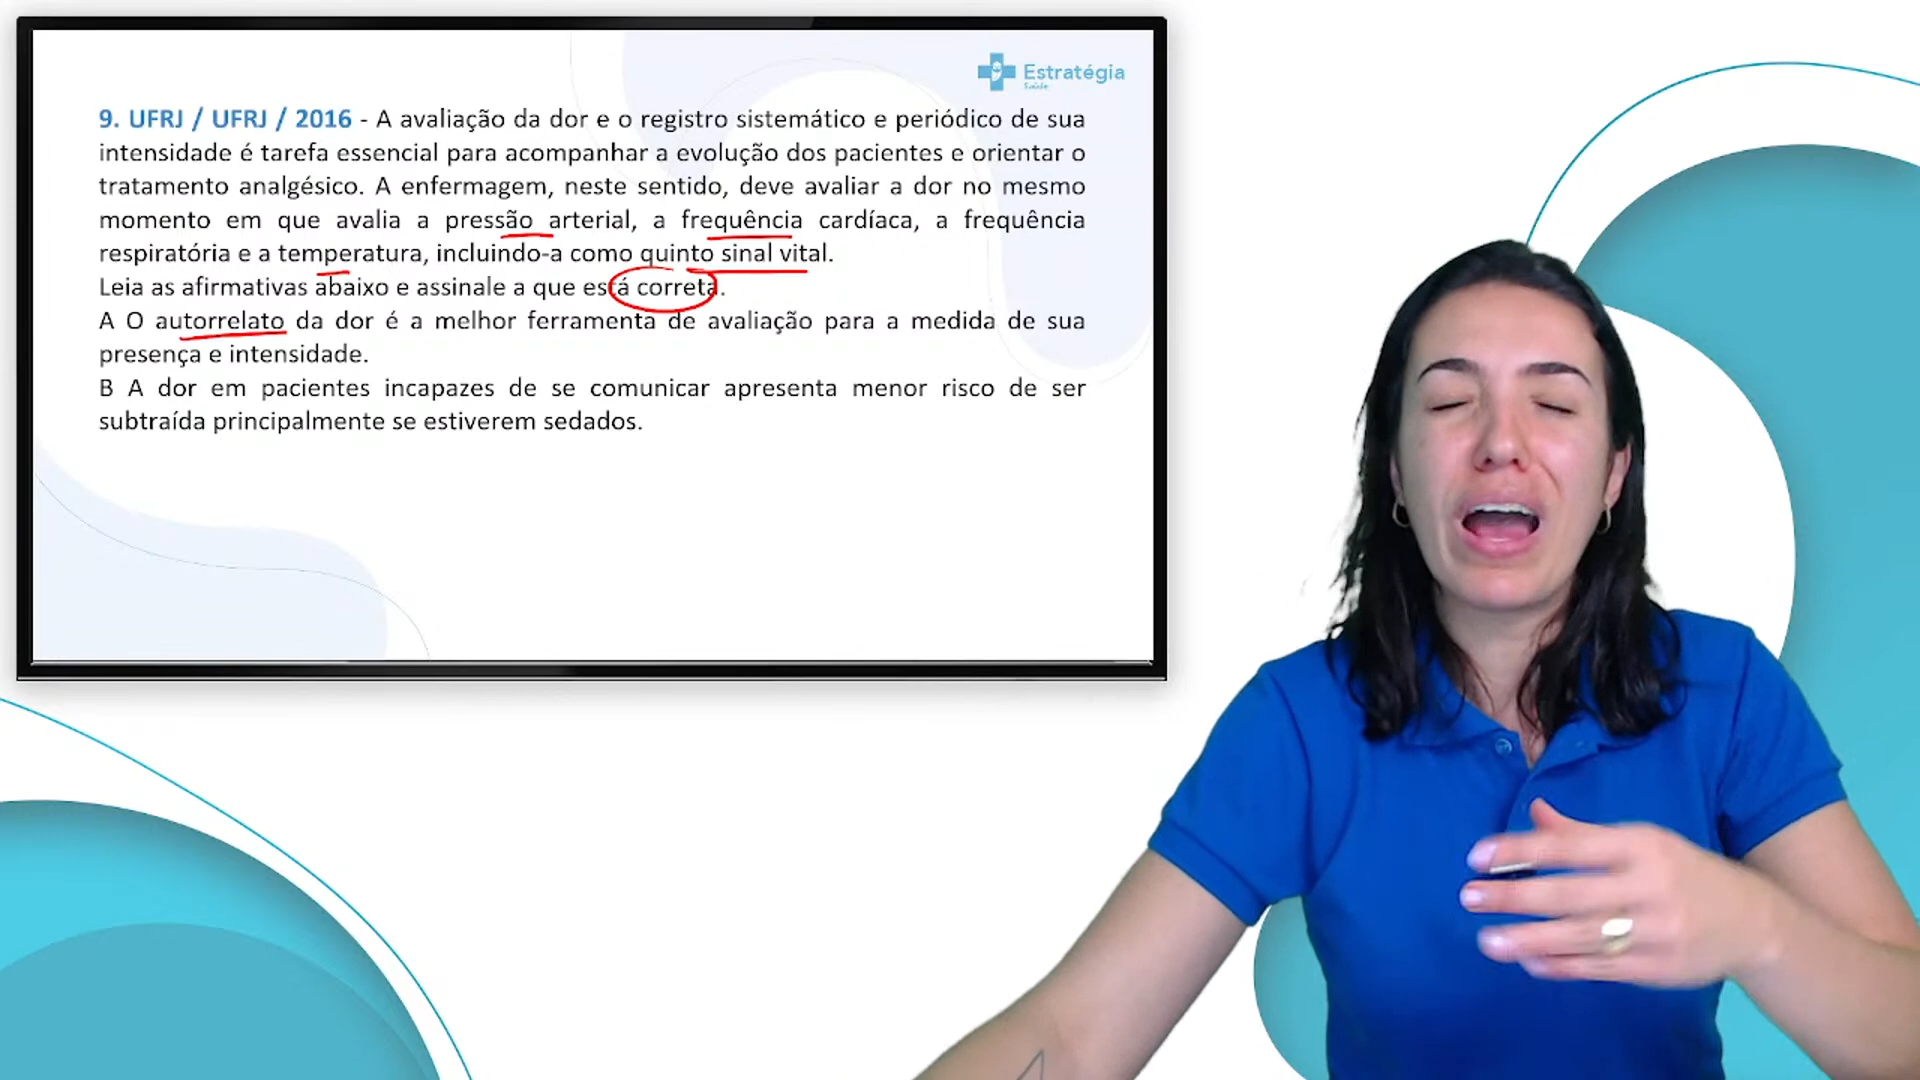 Estratégia
Saúde
9. UFRJ / UFRJ / 2016 - A avaliação da dor e o registro sistemático e periódico de sua
intensidade é tarefa essencial para acompanhar a evolução dos pacientes e orientar o
tratamento analgésico. A enfermagem, neste sentido, deve avaliar a dor no mesmo
momento em que avalia a pressão arterial, a frequência cardíaca, a frequência
respiratória e a temperatura, incluindo-a como quinto sinal vital.
Leia as afirmativas abaixo e assinale a que está correta.
A O autorrelato da dor é a melhor ferramenta de avaliação para a medida de sua
presença e intensidade.
B A dor em pacientes incapazes de se comunicar apresenta menor risco de ser
subtraída principalmente se estiverem sedados.